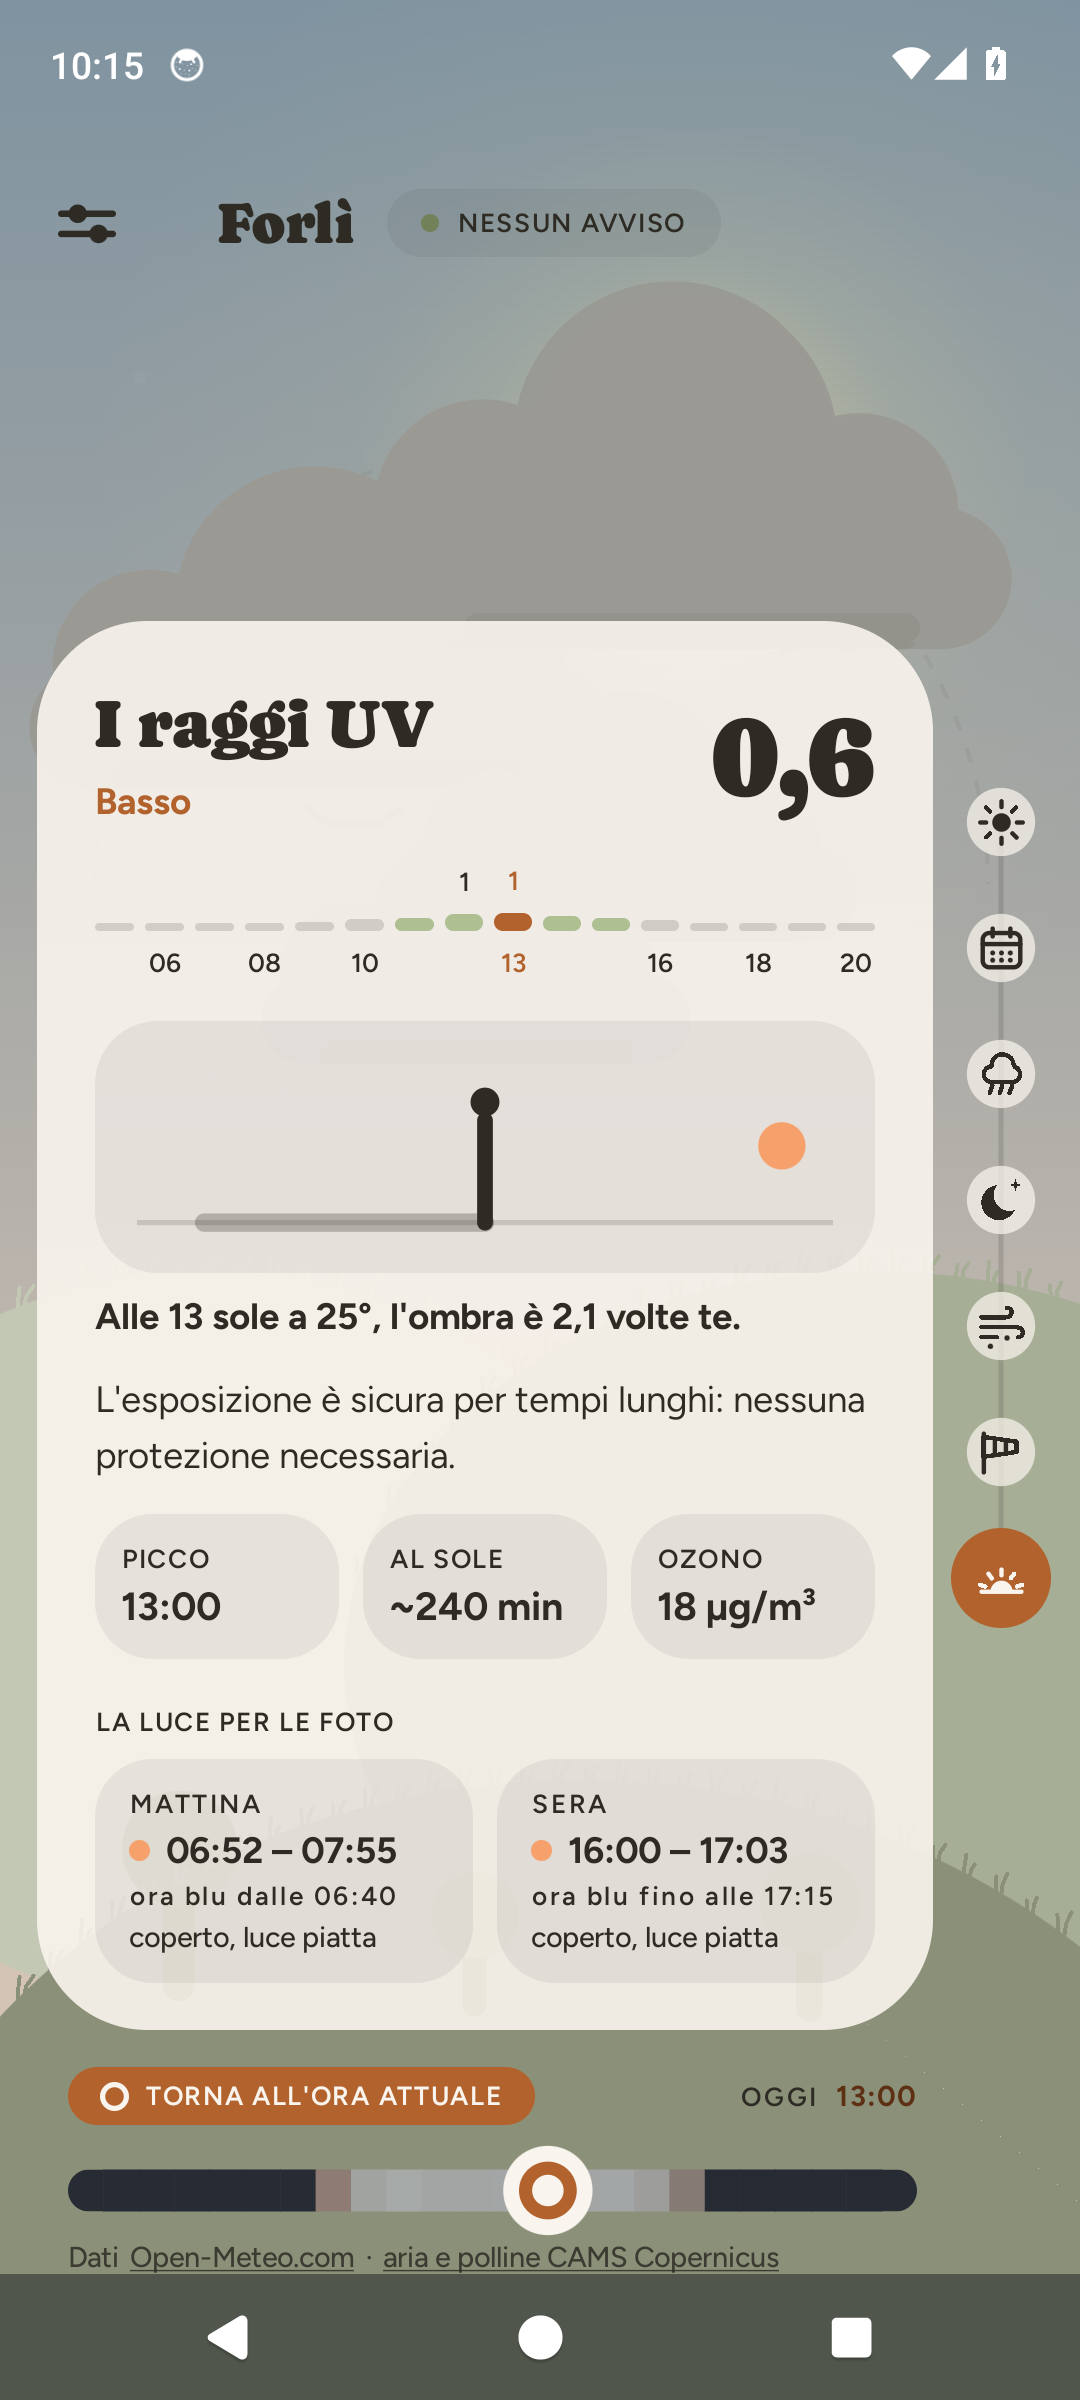 10:15
Forlì
NESSUN AVVISO
I raggi UV
0,6
Basso
1 1
06 08 10 13 16 18 20
Alle 13 sole a 25°, l'ombra è 2,1 volte te.
L'esposizione è sicura per tempi lunghi: nessuna
protezione necessaria.
PICCO
13:00
AL SOLE
~240 min
OZONO
18 µg/m³
LA LUCE PER LE FOTO
MATTINA
06:52 – 07:55
ora blu dalle 06:40
coperto, luce piatta
SERA
16:00 – 17:03
ora blu fino alle 17:15
coperto, luce piatta
TORNA ALL'ORA ATTUALE
OGGI 13:00
Dati Open-Meteo.com · aria e polline CAMS Copernicus